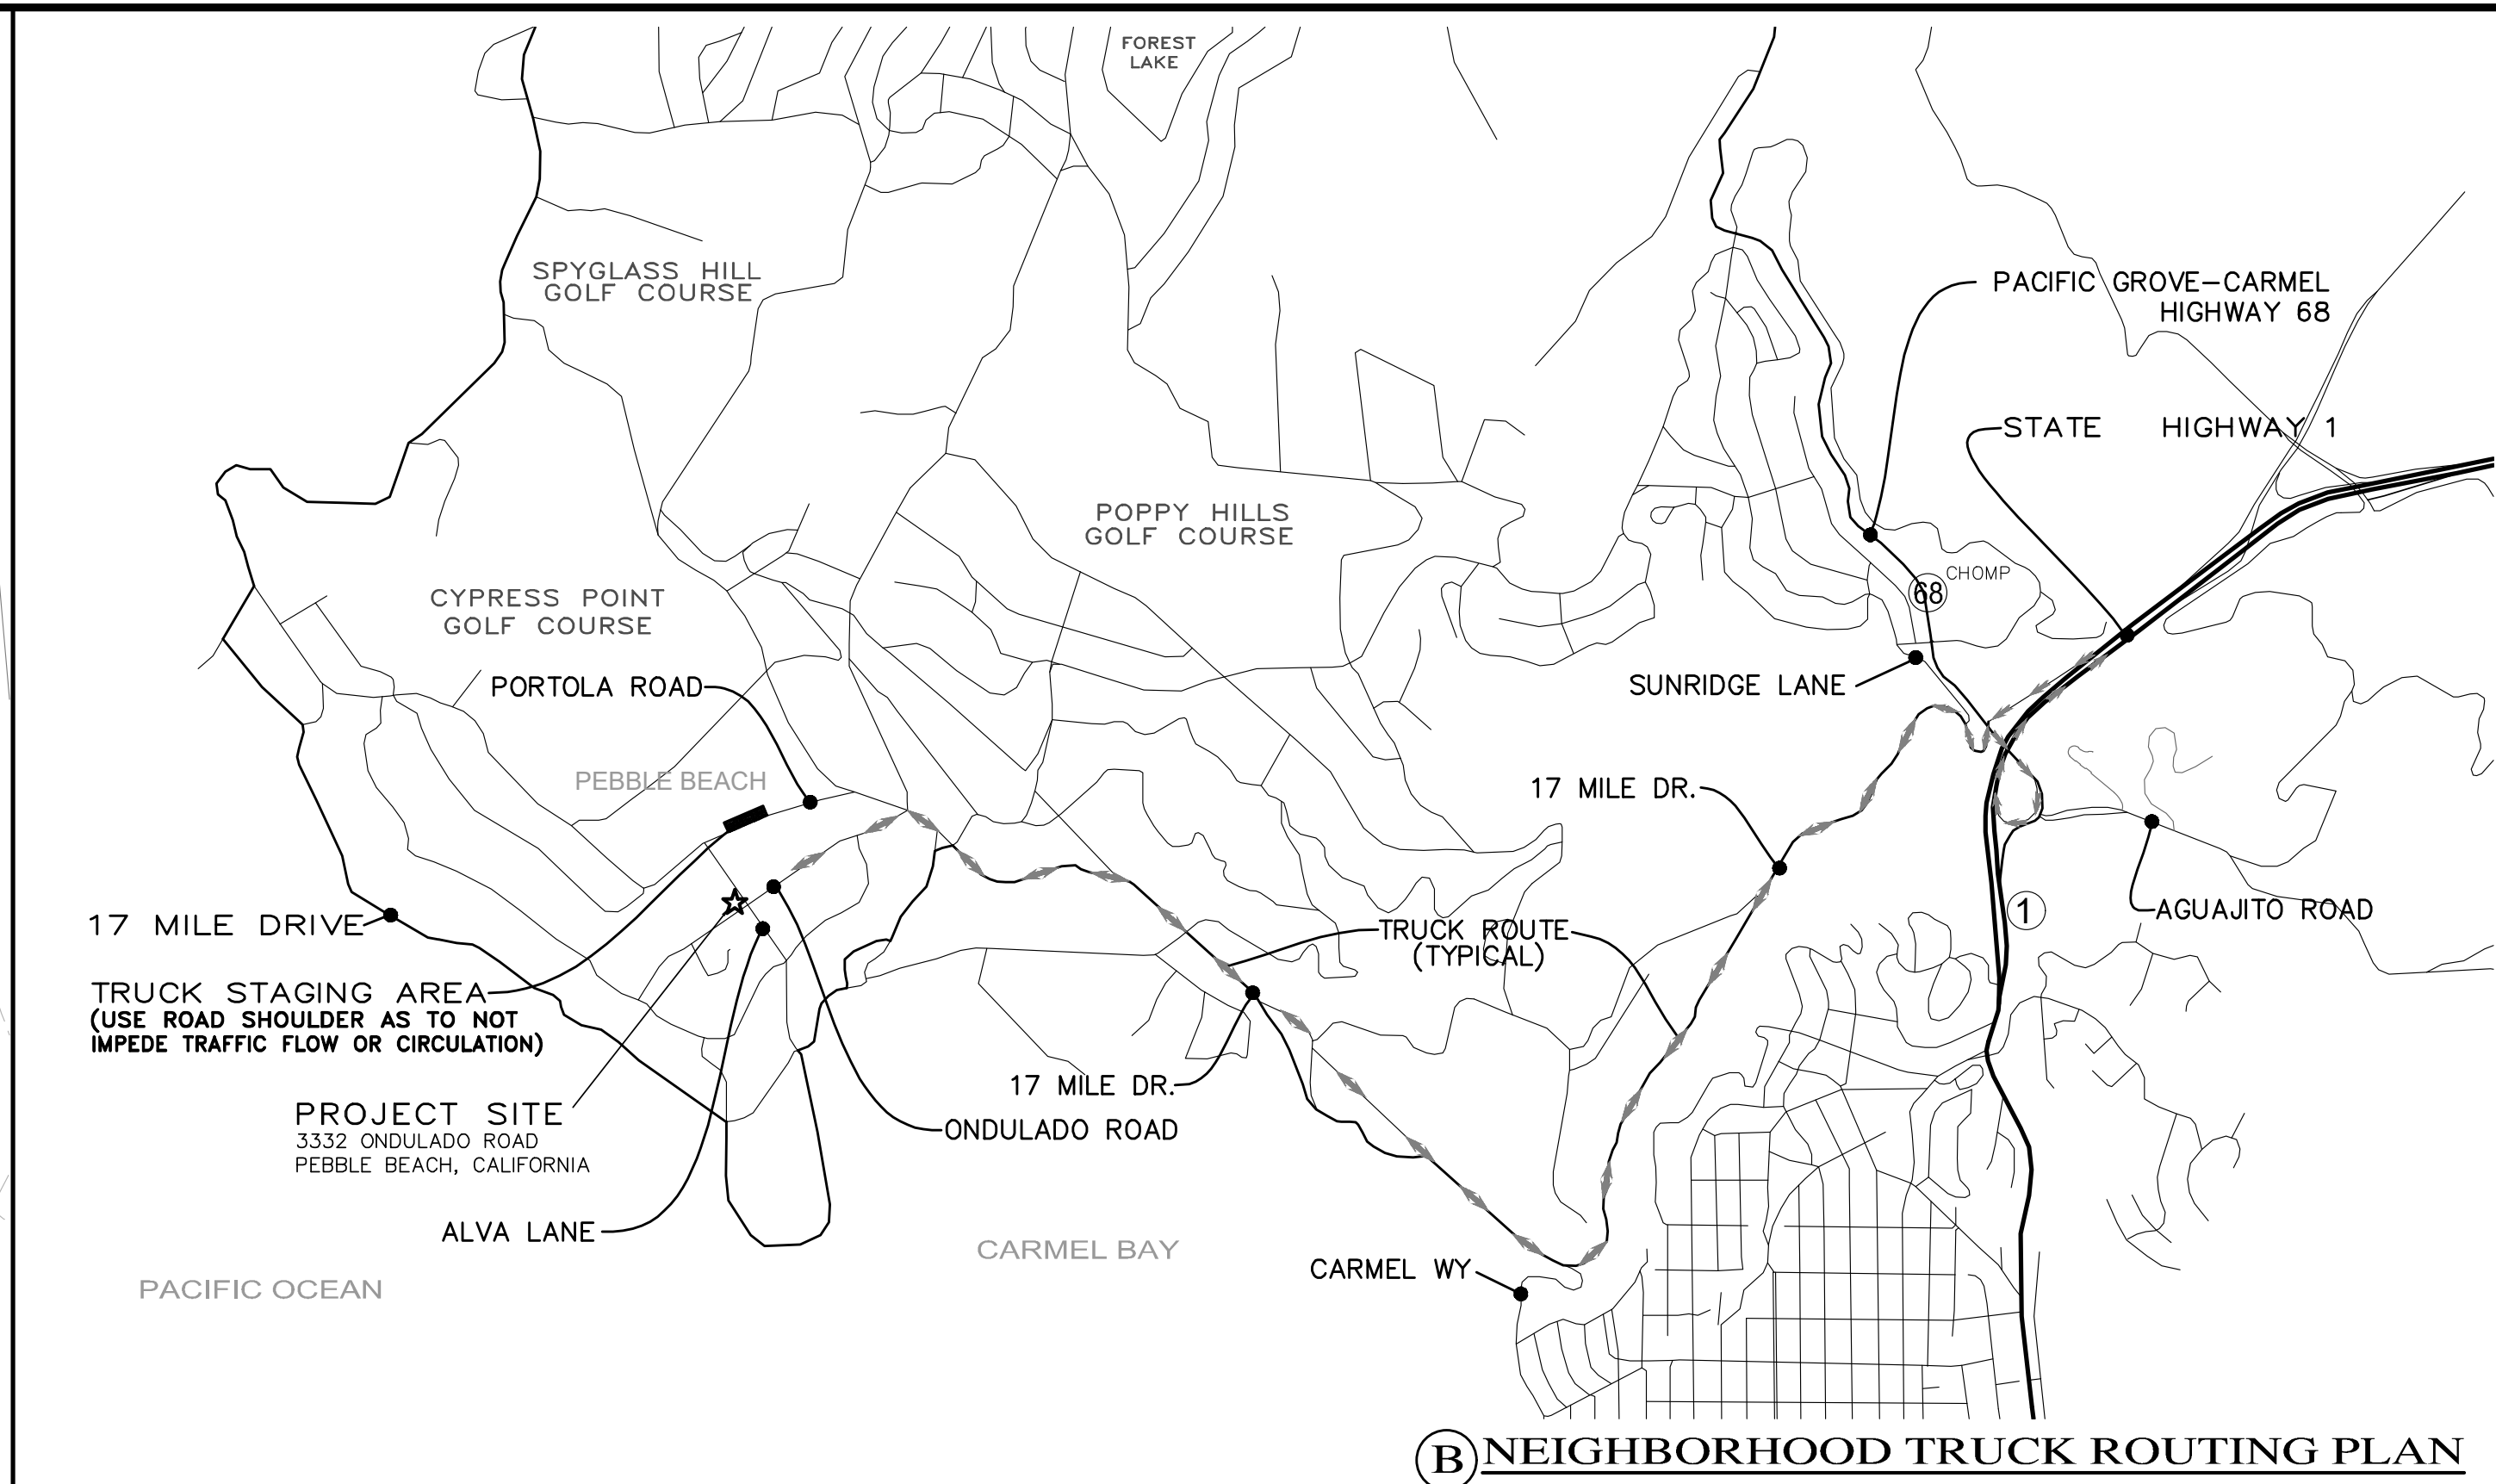 FOREST
LAKE
SPYGLASS HILL
GOLF COURSE
PACIFIC GROVE-CARMEL
HIGHWAY 68
STATE HIGHWAY 1
POPPY HILLS
GOLF COURSE
CHOMP
68
CYPRESS POINT
GOLF COURSE
PORTOLA ROAD
SUNRIDGE LANE
PEBBLE BEACH
17 MILE DR.
17 MILE DRIVE
TRUCK ROUTE
(TYPICAL)
1
AGUAJITO ROAD
TRUCK STAGING AREA
(USE ROAD SHOULDER AS TO NOT
IMPEDE TRAFFIC FLOW OR CIRCULATION)
17 MILE DR.
PROJECT SITE
3332 ONDULADO ROAD
PEBBLE BEACH, CALIFORNIA
ONDULADO ROAD
ALVA LANE
CARMEL BAY
CARMEL WY
PACIFIC OCEAN
B NEIGHBORHOOD TRUCK ROUTING PLAN